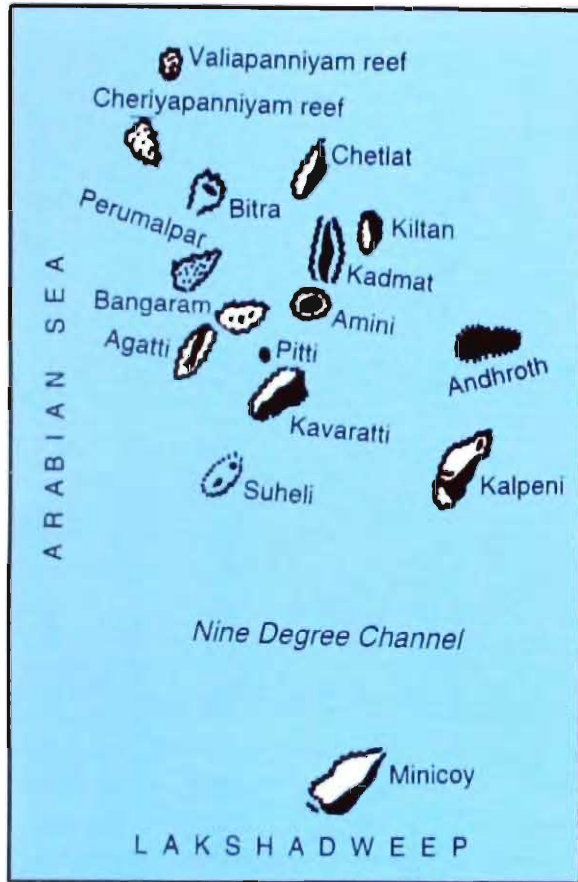 Valiapanniyam reef
Cheriyapanniyam reef
Chetlat
Bitra
Perumalpar
Kiltan
Kadmat
Bangaram
Amini
Agatti
Pitti
Andhroth
Kavaratti
Suheli
Kalpeni
ARABIAN SEA
Nine Degree Channel
Minicoy
LAKSHADWEEP